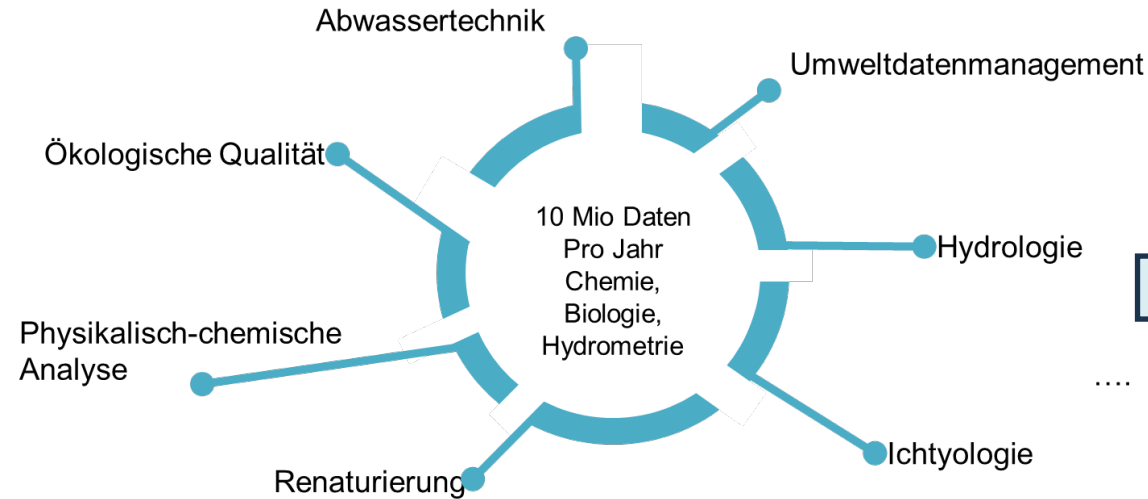 Abwassertechnik
Umweltdatenmanagement
Ökologische Qualität
10 Mio Daten
Pro Jahr
Chemie,
Biologie,
Hydrometrie
Hydrologie
Physikalisch-chemische
Analyse
....
Ichtyologie
Renaturierung